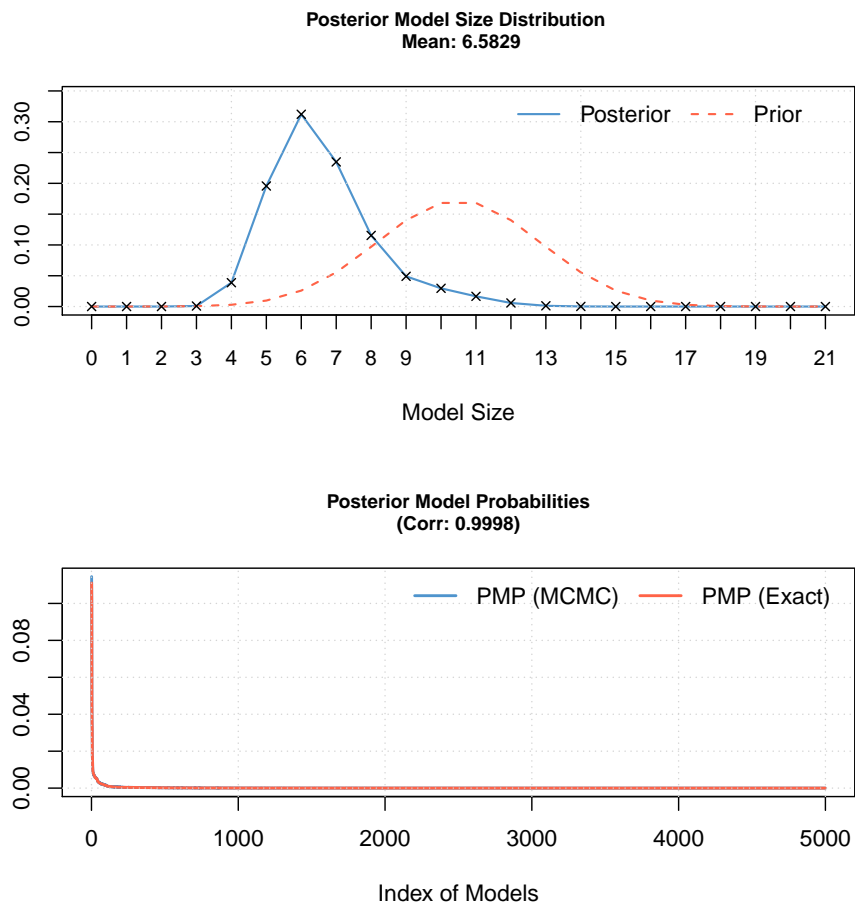 Posterior Model Size Distribution
Mean: 6.5829
0.00 0.10 0.20 0.30
Posterior Prior
0 1 2 3 4 5 6 7 8 9 11 13 15 17 19 21
Model Size
Posterior Model Probabilities
(Corr: 0.9998)
0.00 0.04 0.08
PMP (MCMC) PMP (Exact)
0 1000 2000 3000 4000 5000
Index of Models